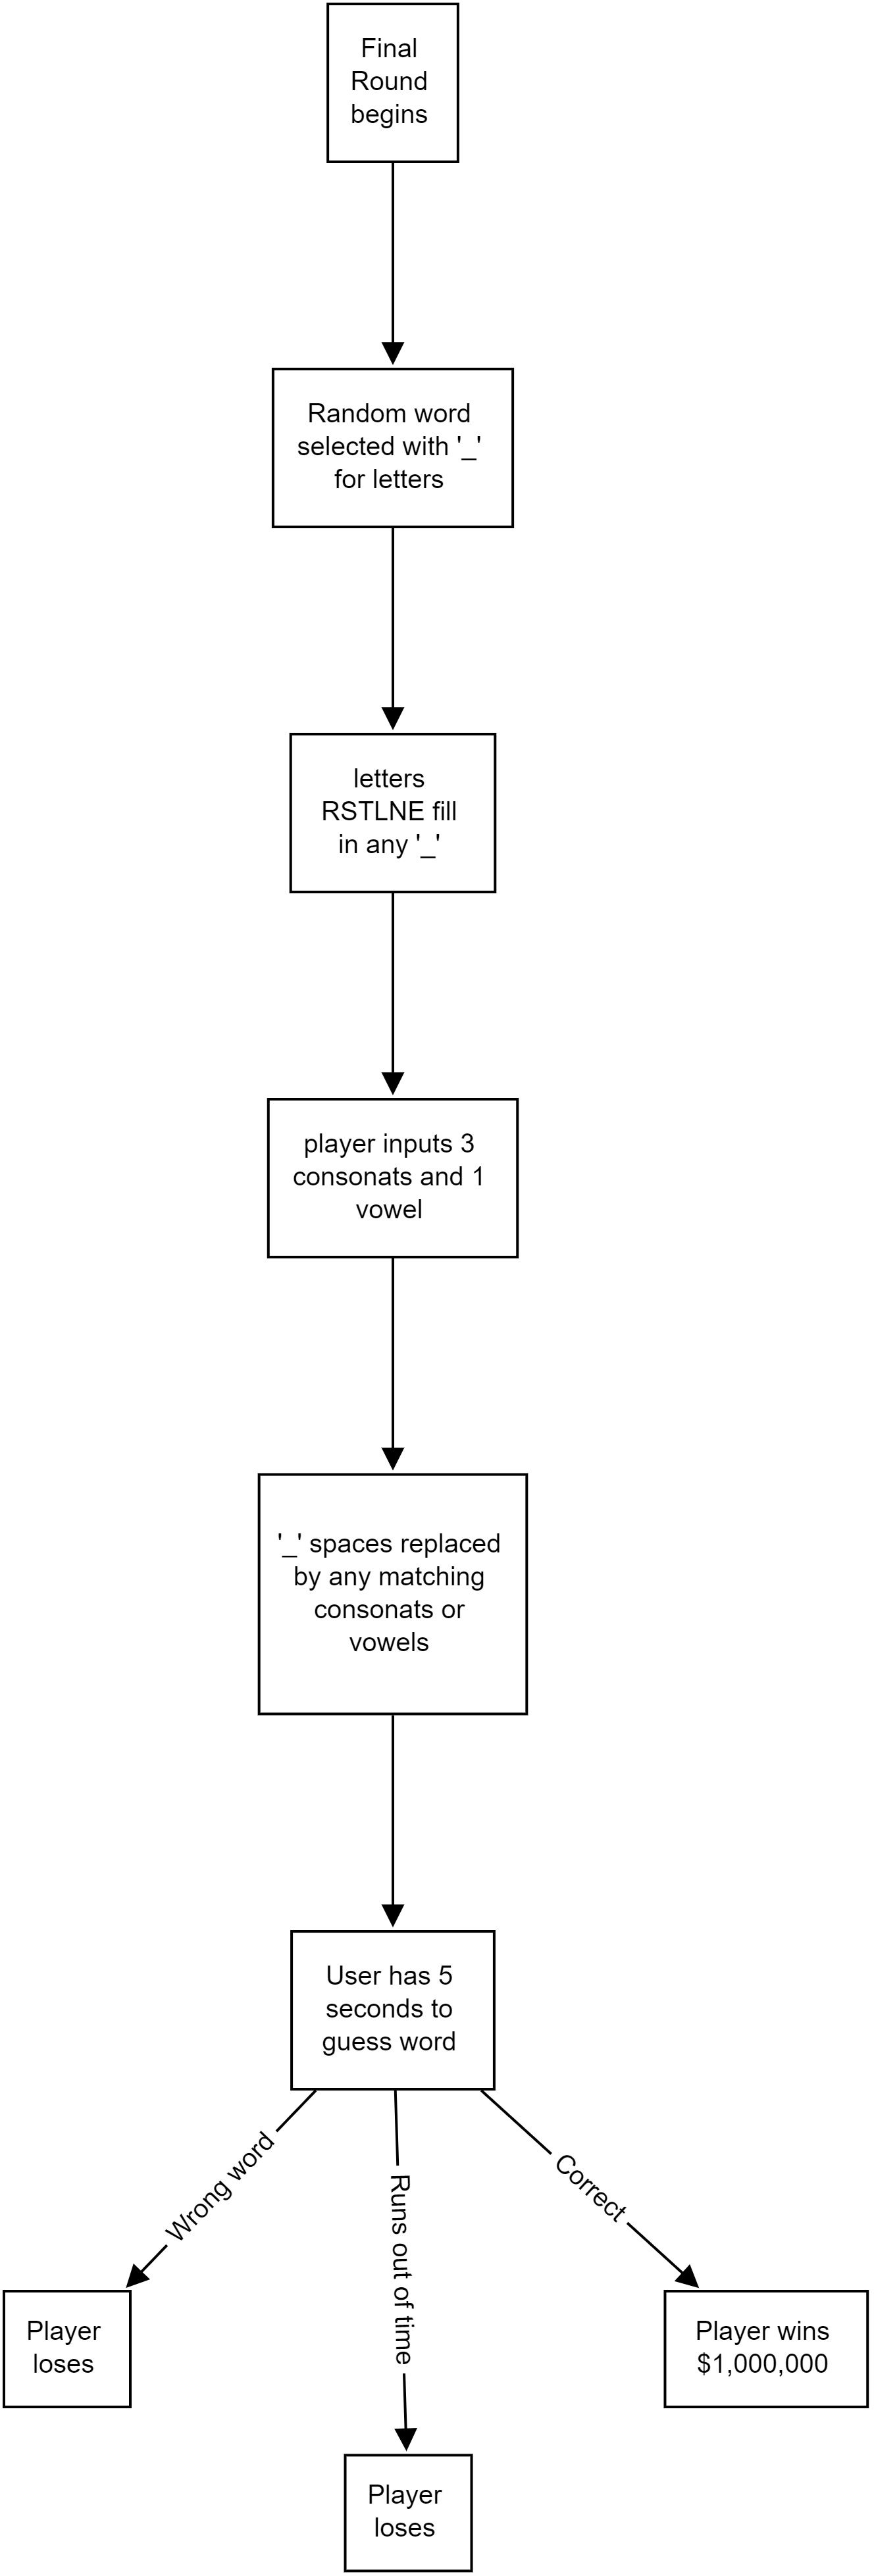 Final
Round
begins
Random word
selected with '_'
for letters
letters
RSTLNE fill
in any '_'
player inputs 3
consonats and 1
vowel
'_' spaces replaced
by any matching
consonats or
vowels
User has 5
seconds to
guess word
Wrong word
Runs out of time
Correct
Player
loses
Player wins
$1,000,000
Player
loses